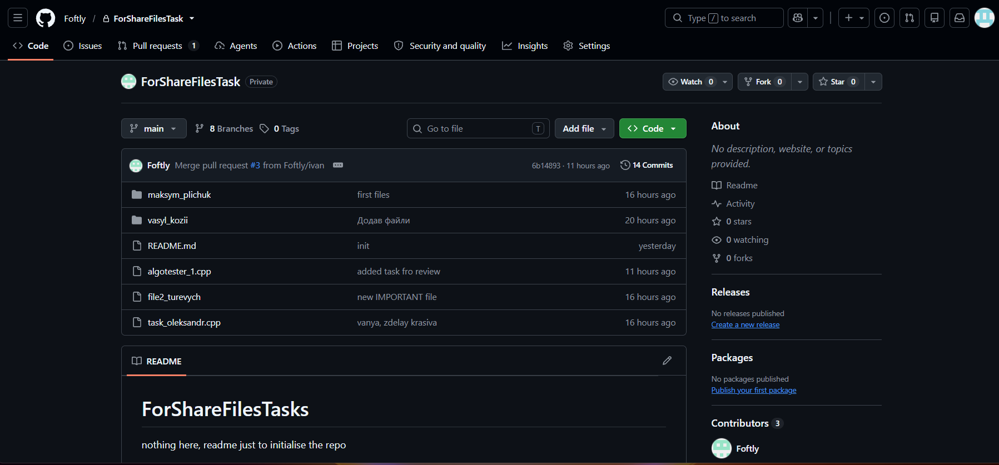 Foftly / ForShareFilesTask
Type / to search
Code Issues Pull requests 1 Agents Actions Projects Security and quality Insights Settings
ForShareFilesTask Private
Watch 0 Fork 0 Star 0
main 8 Branches 0 Tags
Go to file T Add file Code
Foftly Merge pull request #3 from Foftly/ivan 6b14893 · 11 hours ago 14 Commits
maksym_plichuk first files 16 hours ago
vasyl_kozii Додав файли 20 hours ago
README.md init yesterday
algotester_1.cpp added task fro review 11 hours ago
file2_turevych new IMPORTANT file 16 hours ago
task_oleksandr.cpp vanya, zdelay krasiva 16 hours ago
README
ForShareFilesTasks
nothing here, readme just to initialise the repo
About
No description, website, or topics
provided.
Readme
Activity
0 stars
0 watching
0 forks
Releases
No releases published
Create a new release
Packages
No packages published
Publish your first package
Contributors 3
Foftly